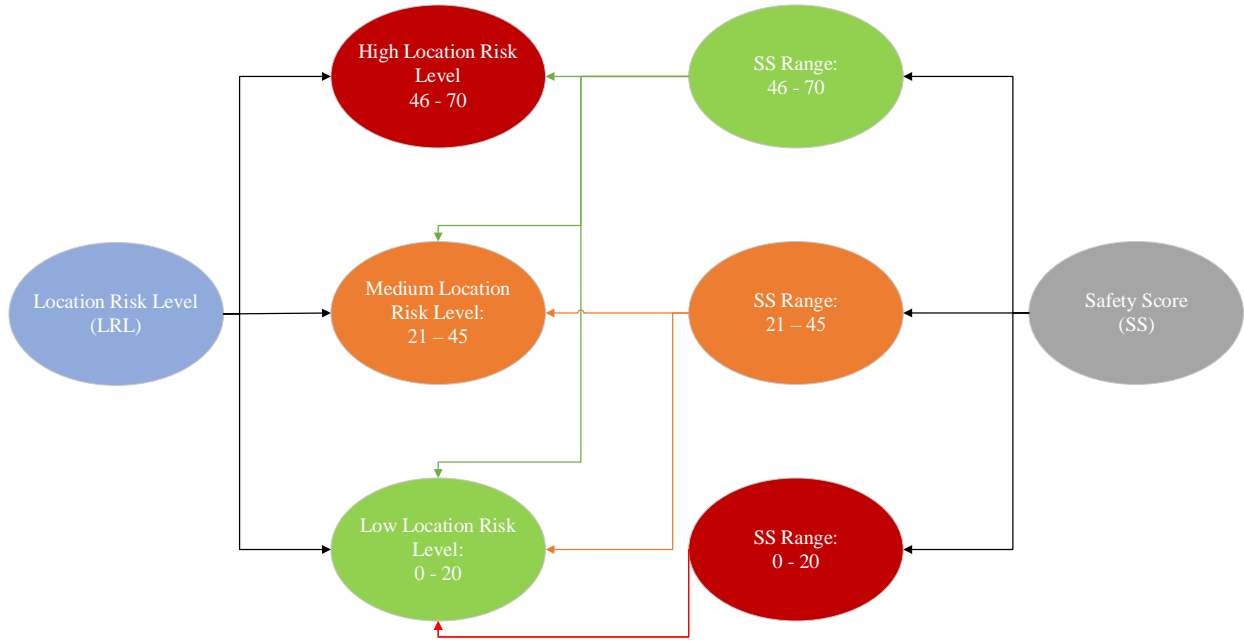 High Location Risk
Level
46 - 70
SS Range:
46 - 70
Location Risk Level
(LRL)
Medium Location
Risk Level:
21 – 45
SS Range:
21 – 45
Safety Score
(SS)
Low Location Risk
Level:
0 - 20
SS Range:
0 - 20